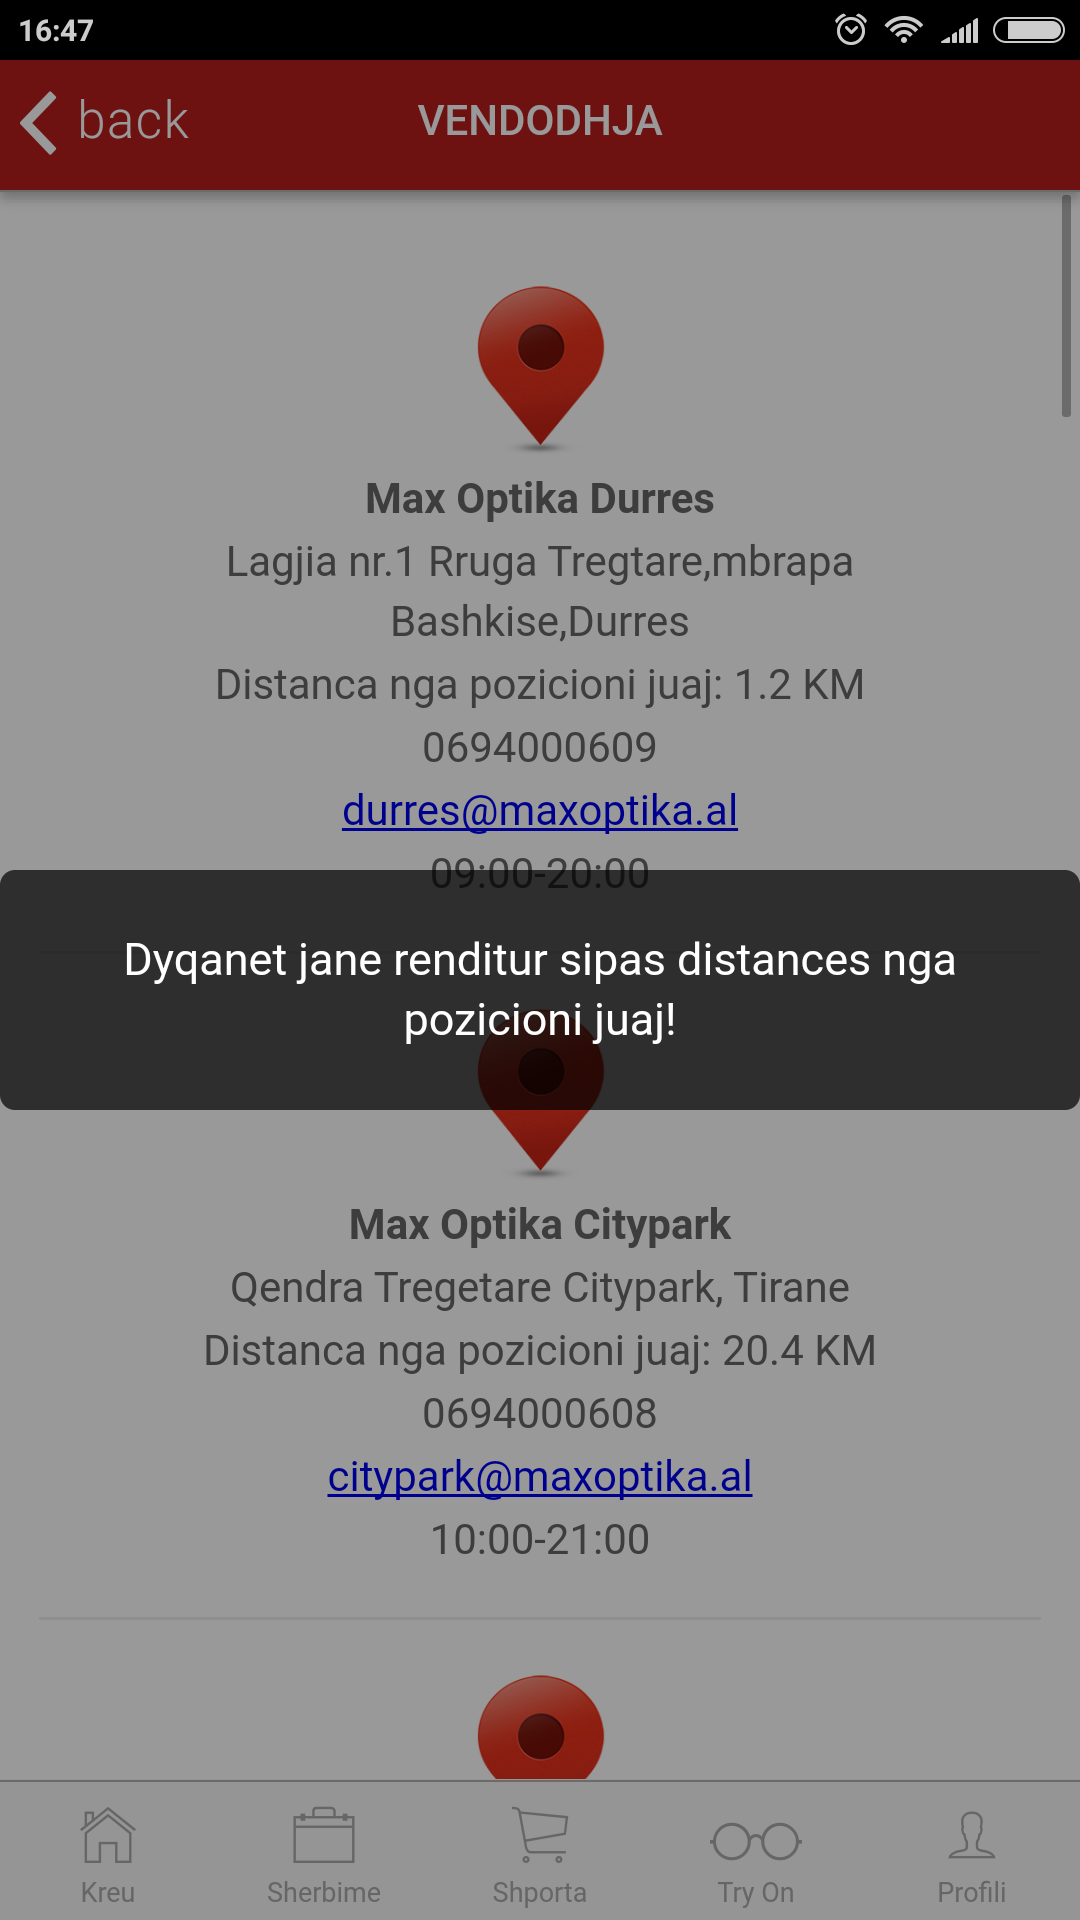 16:47
back
VENDODHJA
Max Optika Durres
Lagjia nr.1 Rruga Tregtare,mbrapa
Bashkise,Durres
Distanca nga pozicioni juaj: 1.2 KM
0694000609
durres@maxoptika.al
09:00-20:00
Dyqanet jane renditur sipas distances nga
pozicioni juaj!
Max Optika Citypark
Qendra Tregetare Citypark, Tirane
Distanca nga pozicioni juaj: 20.4 KM
0694000608
citypark@maxoptika.al
10:00-21:00
Kreu
Sherbime
Shporta
Try On
Profili